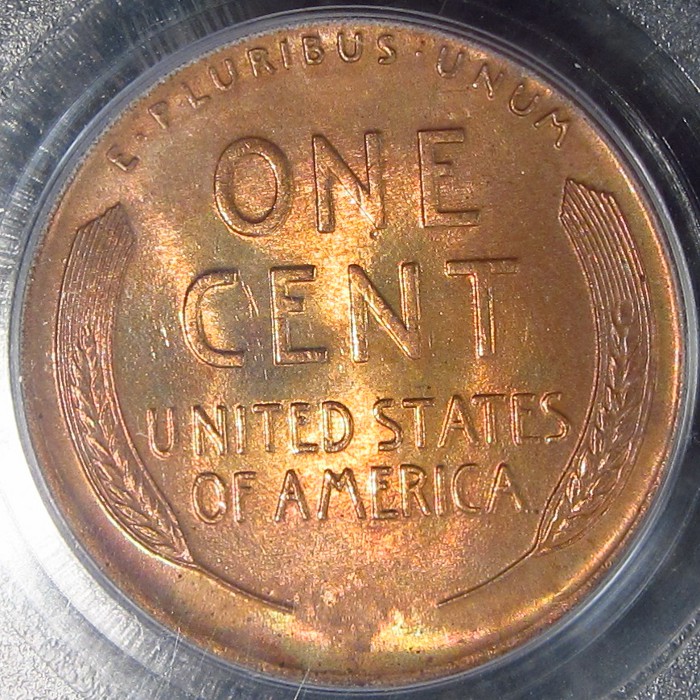 E·PLURIBUS·UNUM
ONE
CENT
UNITED STATES
OF AMERICA